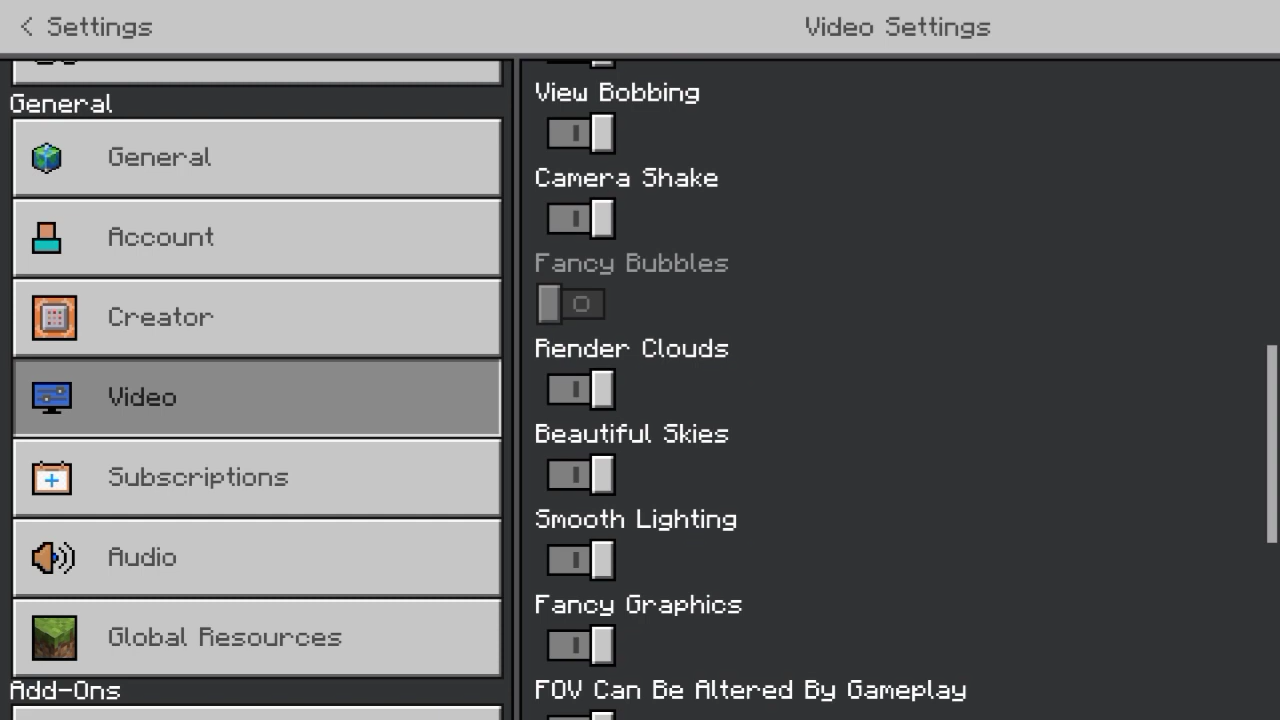 Settings
Video Settings
General
General
Account
Creator
Video
Subscriptions
Audio
Global Resources
Add-Ons
View Bobbing
Camera Shake
Fancy Bubbles
Render Clouds
Beautiful Skies
Smooth Lighting
Fancy Graphics
FOV Can Be Altered By Gameplay